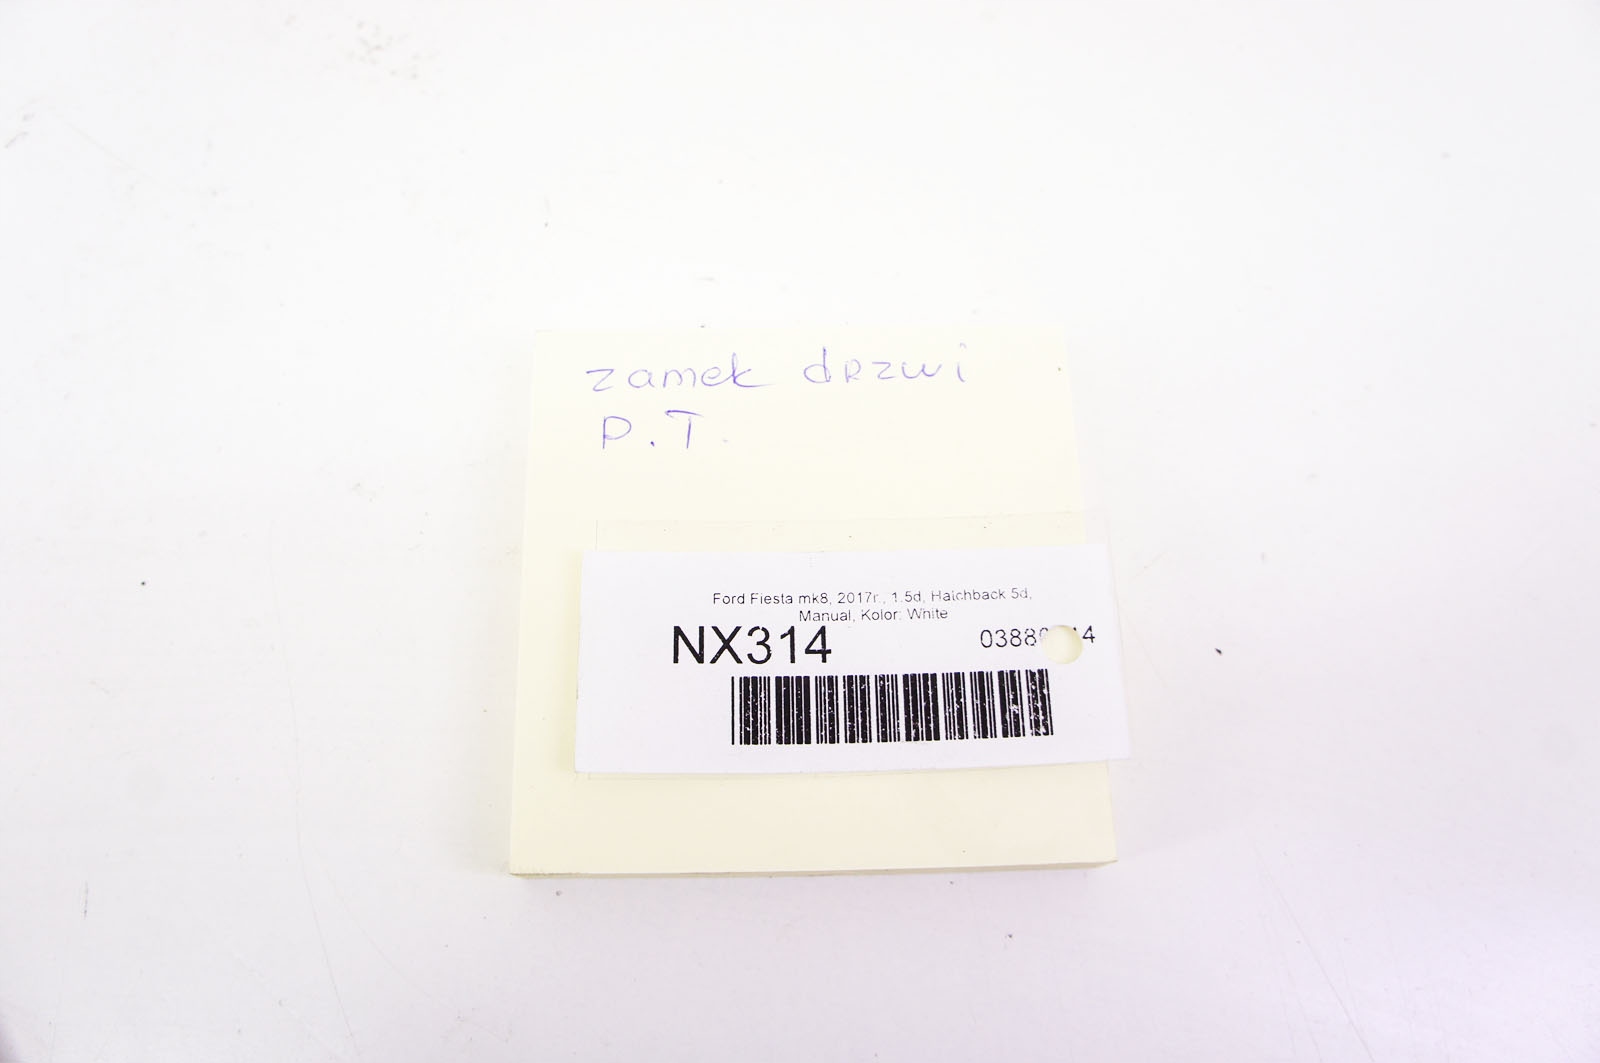 zamek drzwi
P.T.
Ford Fiesta mk8, 2017r., 1.5d, Hatchback 5d,
Manual, Kolor: White
NX314